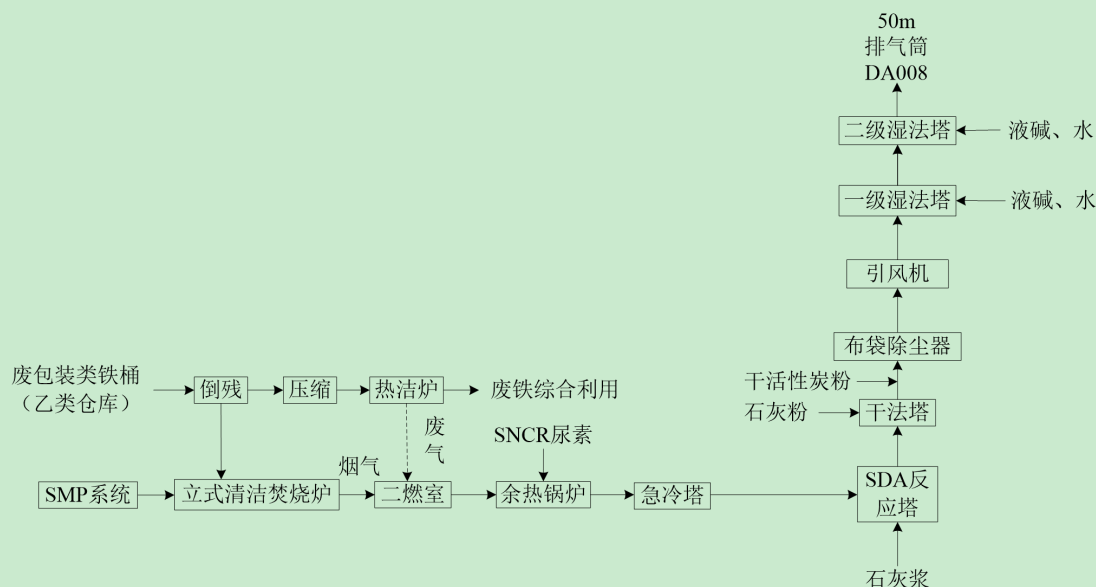 50m
排气筒
DA008
二级湿法塔
液碱、水
一级湿法塔
液碱、水
引风机
布袋除尘器
废包装类铁桶
（乙类仓库）
倒残
压缩
热洁炉
废铁综合利用
干活性炭粉
石灰粉
干法塔
废
气
SNCR尿素
烟气
SMP系统
立式清洁焚烧炉
二燃室
余热锅炉
急冷塔
SDA反
应塔
石灰浆